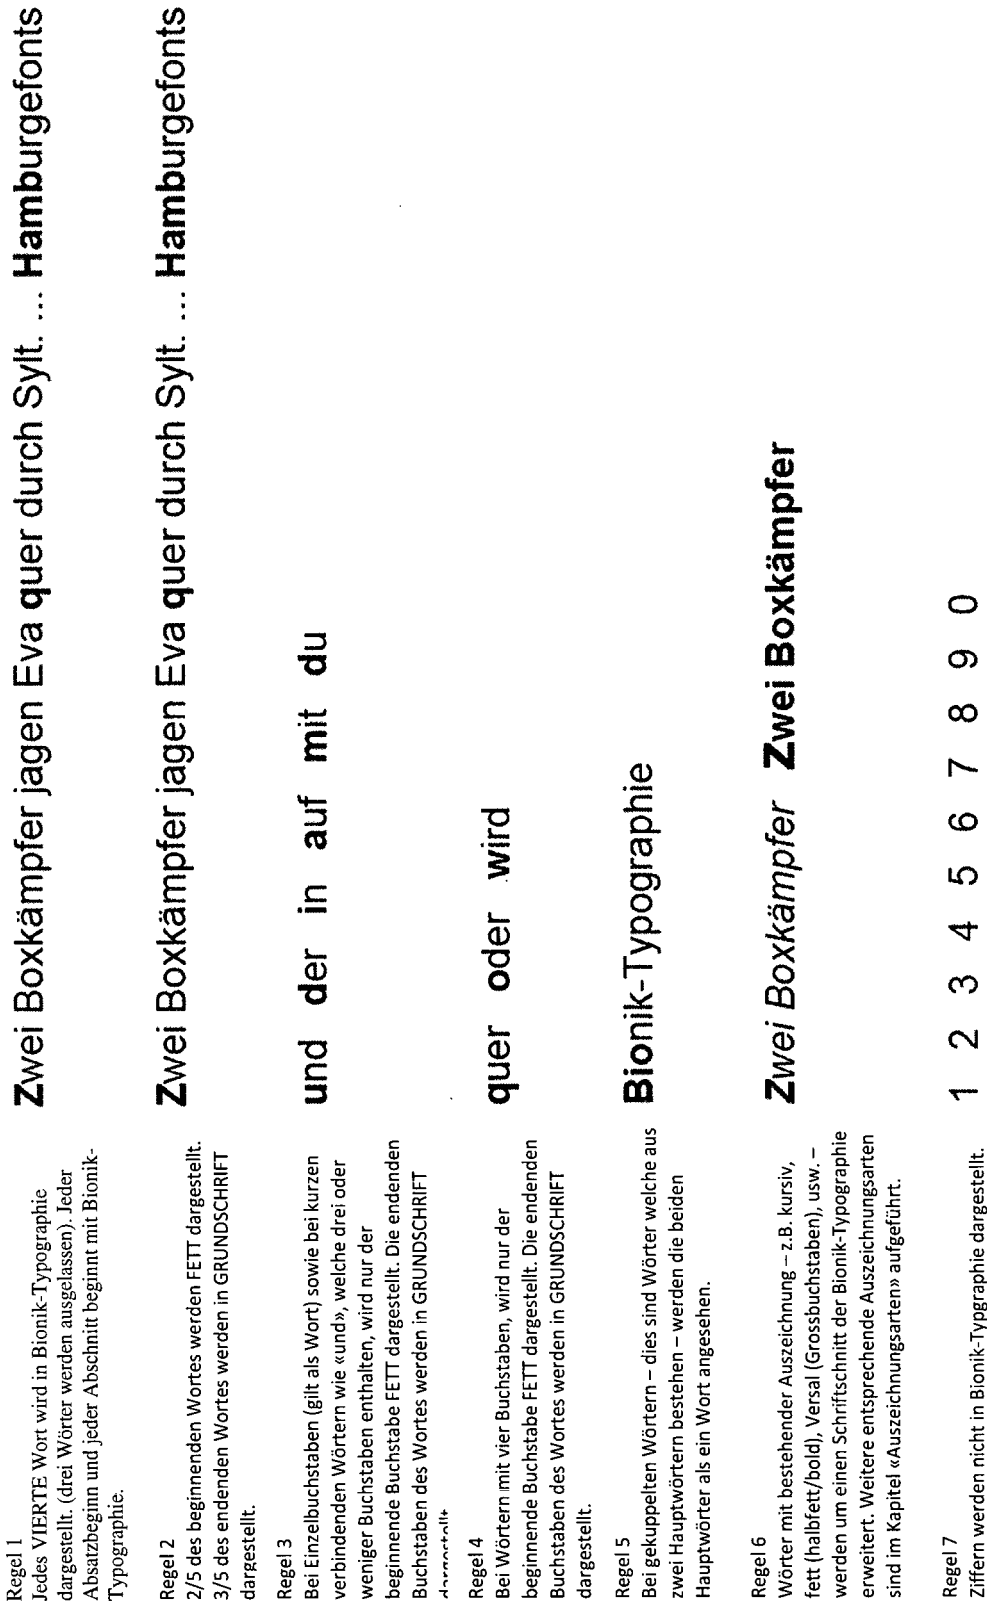 Regel 1
Jedes VIERTE Wort wird in Bionik-Typographie
dargestellt. (drei Wörter werden ausgelassen). Jeder
Absatzbeginn und jeder Abschnitt beginnt mit Bionik-
Typographie.
Zwei Boxkämpfer jagen Eva quer durch Sylt. ... Hamburgefonts
Regel 2
2/5 des beginnenden Wortes werden FETT dargestellt.
3/5 des endenden Wortes werden in GRUNDSCHRIFT
dargestellt.
Zwei Boxkämpfer jagen Eva quer durch Sylt. ... Hamburgefonts
Regel 3
Bei Einzelbuchstaben (gilt als Wort) sowie bei kurzen
verbindenden Wörtern wie «und», welche drei oder
weniger Buchstaben enthalten, wird nur der
beginnende Buchstabe FETT dargestellt. Die endenden
Buchstaben des Wortes werden in GRUNDSCHRIFT
dargestellt
und der in auf mit du
Regel 4
Bei Wörtern mit vier Buchstaben, wird nur der
beginnende Buchstabe FETT dargestellt. Die endenden
Buchstaben des Wortes werden in GRUNDSCHRIFT
dargestellt.
quer oder wird
Regel 5
Bei gekuppelten Wörtern – dies sind Wörter welche aus
zwei Hauptwörtern bestehen – werden die beiden
Hauptwörter als ein Wort angesehen.
Bionik-Typographie
Regel 6
Wörter mit bestehender Auszeichnung – z.B. kursiv,
fett (halbfett/bold), Versal (Grossbuchstaben), usw. –
werden um einen Schriftschnitt der Bionik-Typographie
erweitert. Weitere entsprechende Auszeichnungsarten
sind im Kapitel «Auszeichnungsarten» aufgeführt.
Zwei Boxkämpfer Zwei Boxkämpfer
Regel 7
Ziffern werden nicht in Bionik-Typgraphie dargestellt.
1 2 3 4 5 6 7 8 9 0